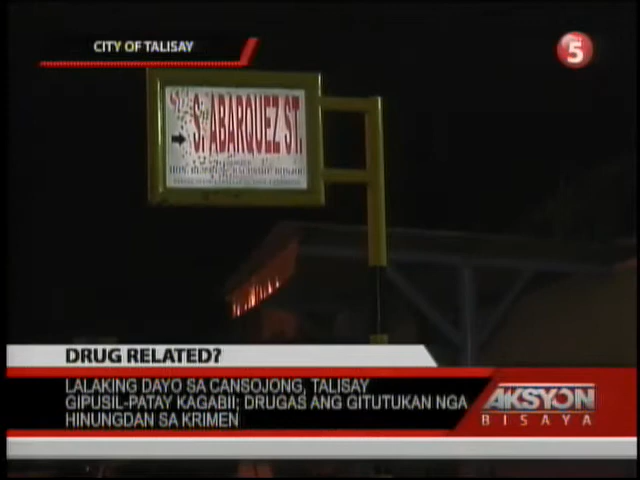 CITY OF TALISAY
5
S. ABARQUEZ ST.
DRUG RELATED?
LALAKING DAYO SA CANSOJONG, TALISAY
GIPUSIL-PATAY KAGABII; DRUGAS ANG GITUTUKAN NGA
HINUNGDAN SA KRIMEN
AKSYON
BISAYA